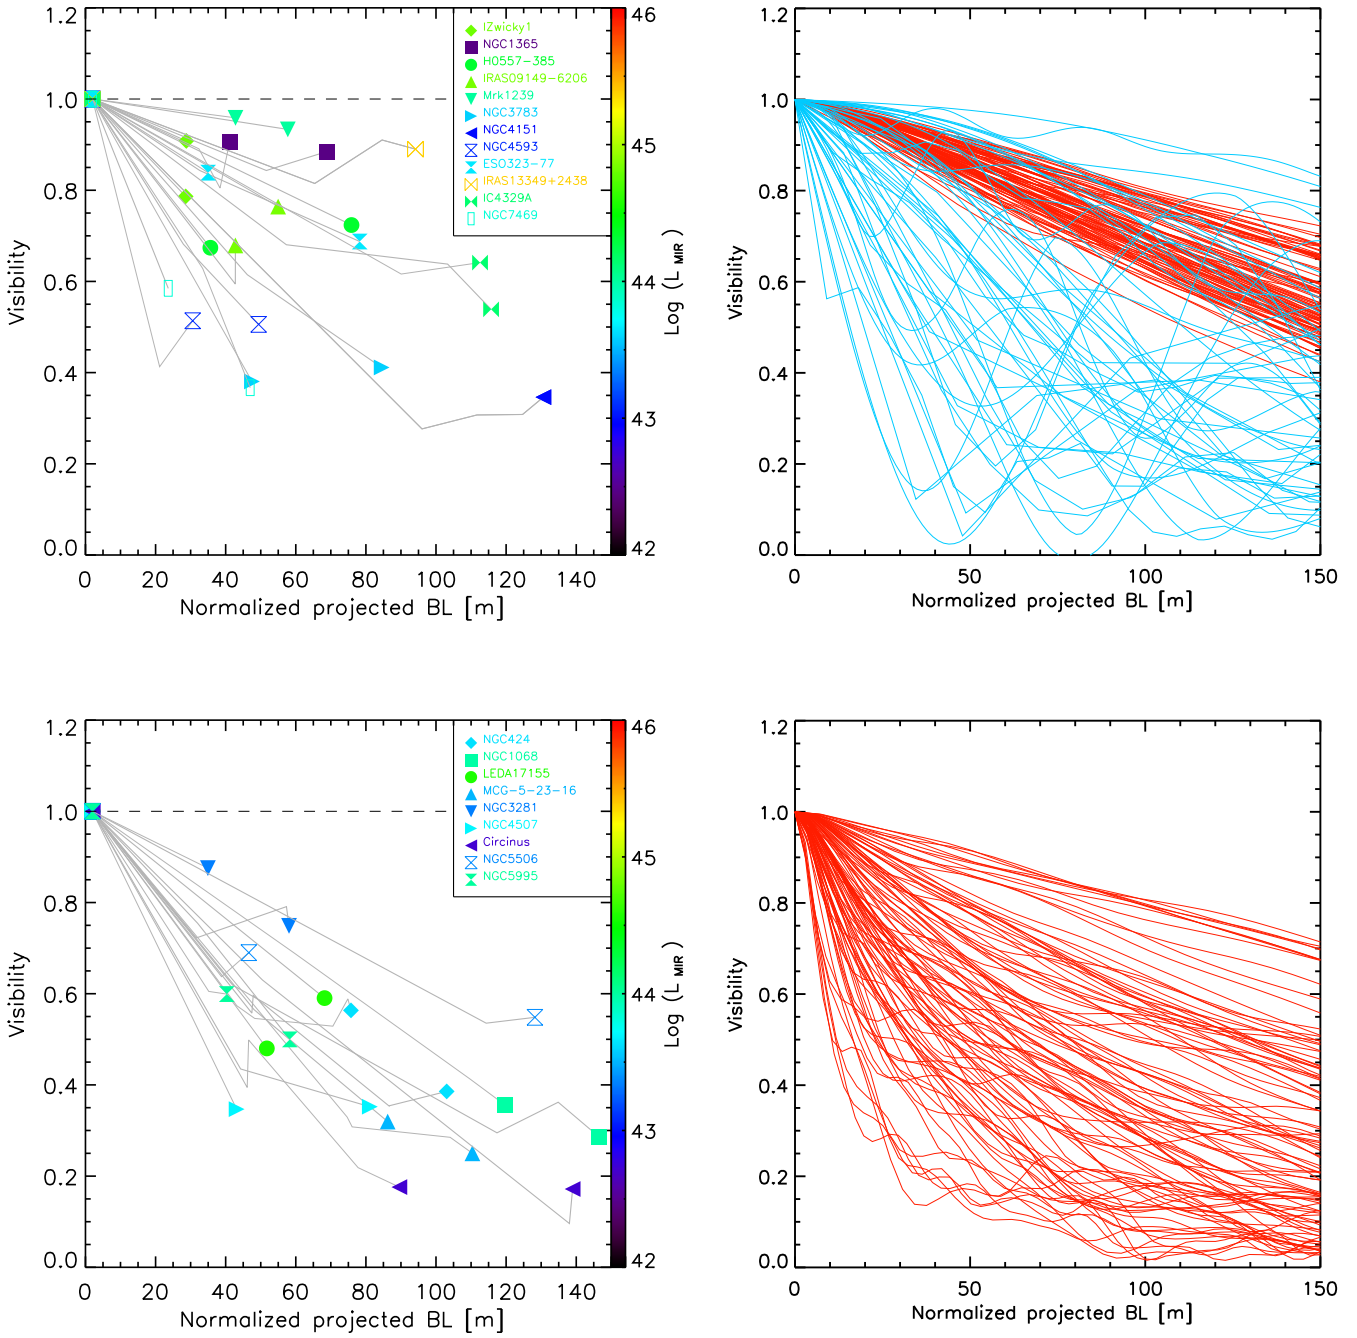 1.2
1.0
0.8
0.6
0.4
0.2
0.0
Visibility
0 20 40 60 80 100 120 140
Normalized projected BL [m]
IZwicky1
NGC1365
H0557-385
IRAS09149-6206
Mrk1239
NGC3783
NGC4151
NGC4593
ESO323-77
IRAS13349+2438
IC4329A
NGC7469
46
45
44
43
42
Log (L MIR )
1.2
1.0
0.8
0.6
0.4
0.2
0.0
Visibility
0 50 100 150
Normalized projected BL [m]
1.2
1.0
0.8
0.6
0.4
0.2
0.0
Visibility
0 20 40 60 80 100 120 140
Normalized projected BL [m]
NGC424
NGC1068
LEDA17155
MCG-5-23-16
NGC3281
NGC4507
Circinus
NGC5506
NGC5995
46
45
44
43
42
Log (L MIR )
1.2
1.0
0.8
0.6
0.4
0.2
0.0
Visibility
0 50 100 150
Normalized projected BL [m]